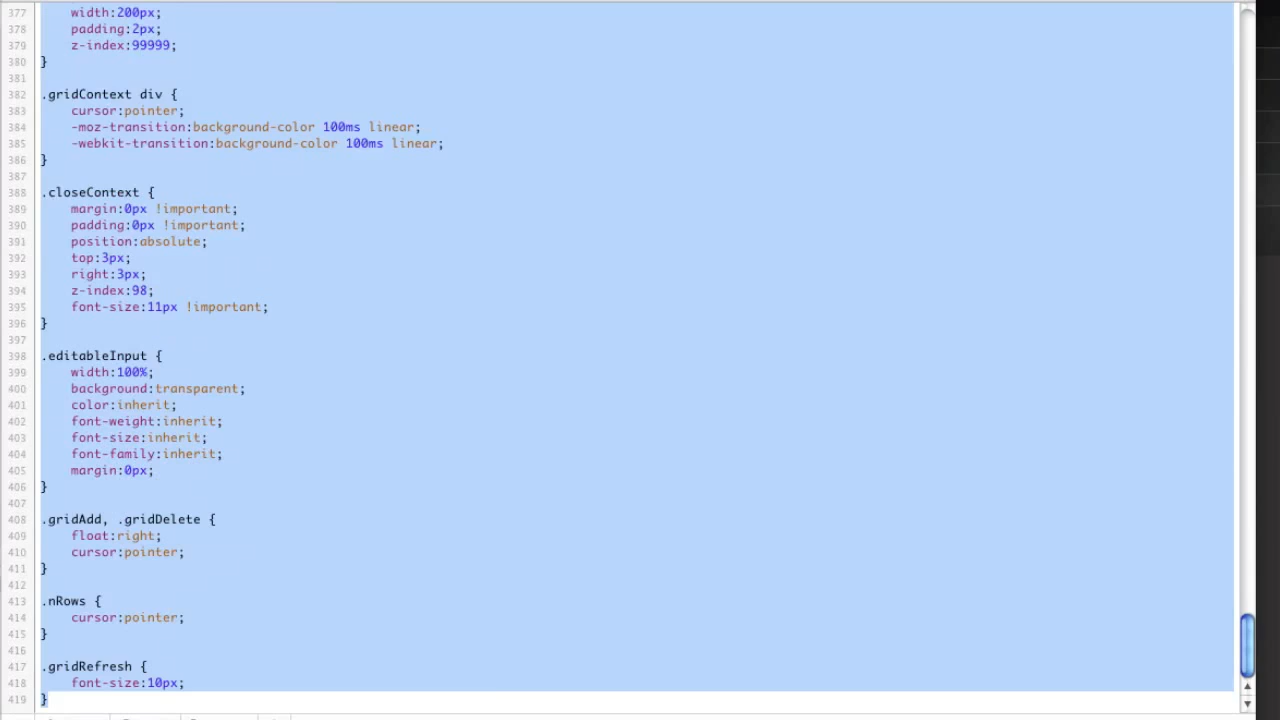 377 width:200px;
378 padding:2px;
379 z-index:99999;
380 }
381
382 .gridContext div {
383 cursor:pointer;
384 -moz-transition:background-color 100ms linear;
385 -webkit-transition:background-color 100ms linear;
386 }
387
388 .closeContext {
389 margin:0px !important;
390 padding:0px !important;
391 position:absolute;
392 top:3px;
393 right:3px;
394 z-index:98;
395 font-size:11px !important;
396 }
397
398 .editableInput {
399 width:100%;
400 background:transparent;
401 color:inherit;
402 font-weight:inherit;
403 font-size:inherit;
404 font-family:inherit;
405 margin:0px;
406 }
407
408 .gridAdd, .gridDelete {
409 float:right;
410 cursor:pointer;
411 }
412
413 .nRows {
414 cursor:pointer;
415 }
416
417 .gridRefresh {
418 font-size:10px;
419 }